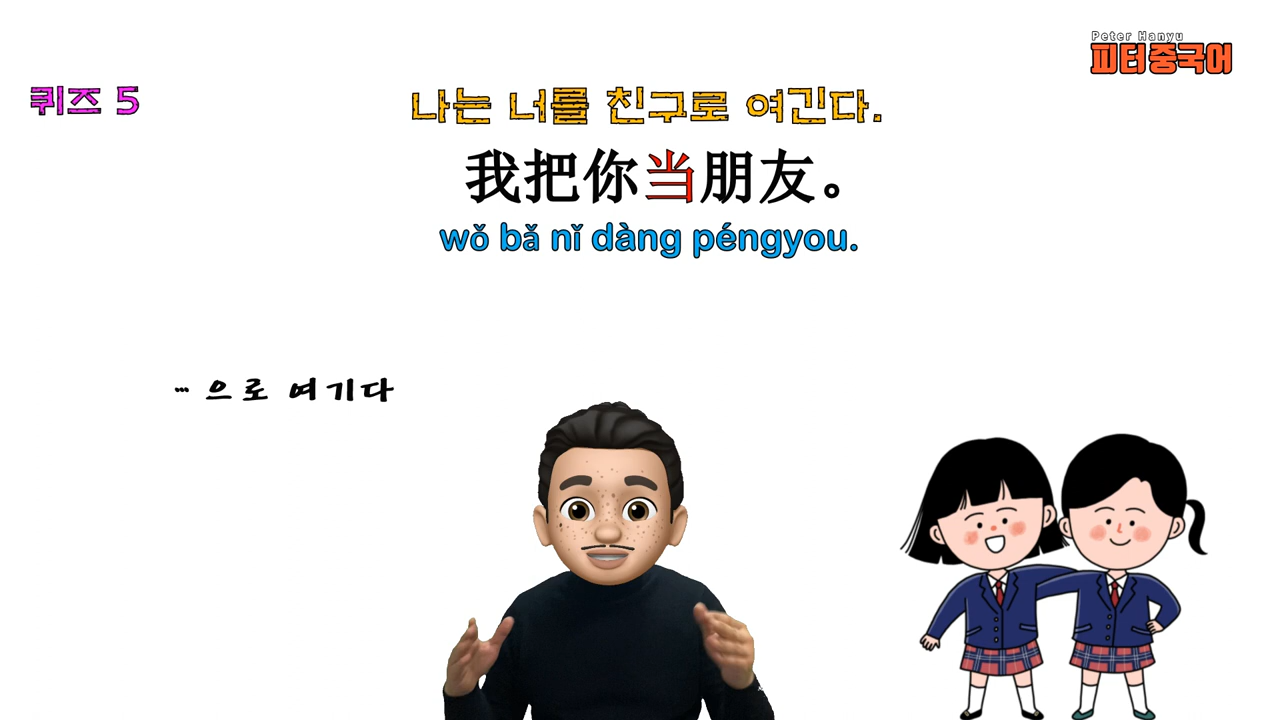 Peter Hanyu
피터 중국어
퀴즈 5
나는 너를 친구로 여긴다.
我把你当朋友。
wǒ bǎ nǐ dàng péngyou.
… 으로 여기다